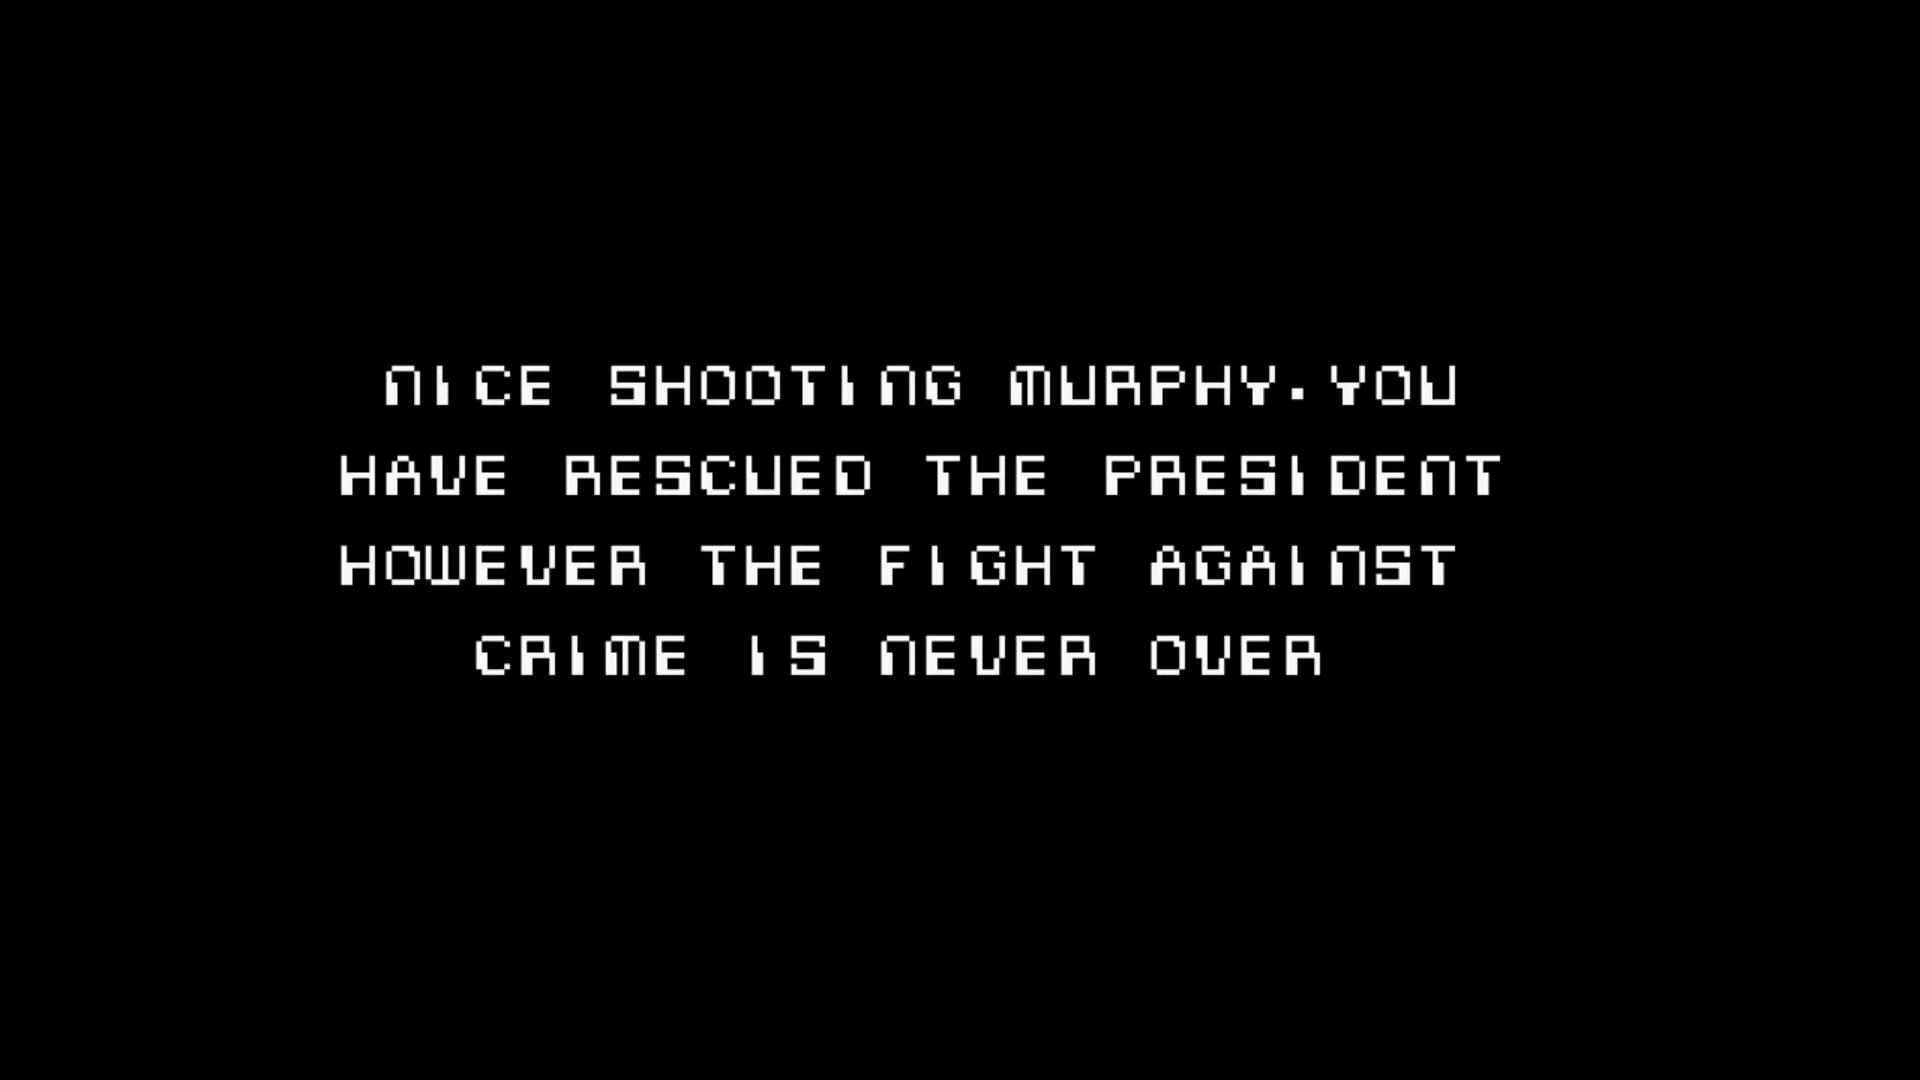 NICE SHOOTING MURPHY.YOU
HAVE RESCUED THE PRESIDENT
HOWEVER THE FIGHT AGAINST
CRIME IS NEVER OVER